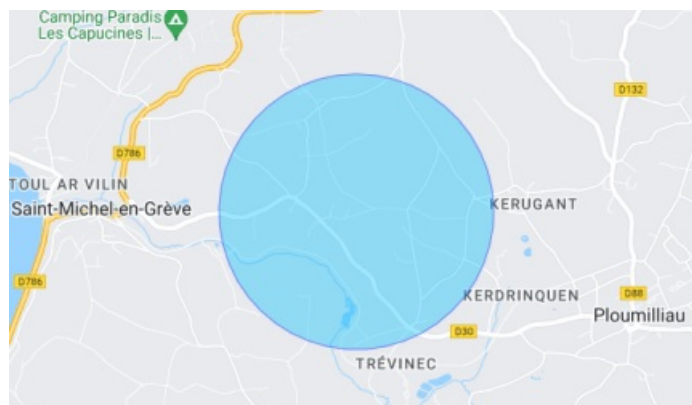 Camping Paradis
Les Capucines |...
D132
D786
TOUL AR VILIN
Saint-Michel-en-Grève
KERUGANT
D786
KERDRINQUEN
D88
Ploumilliau
D30
TRÉVINEC